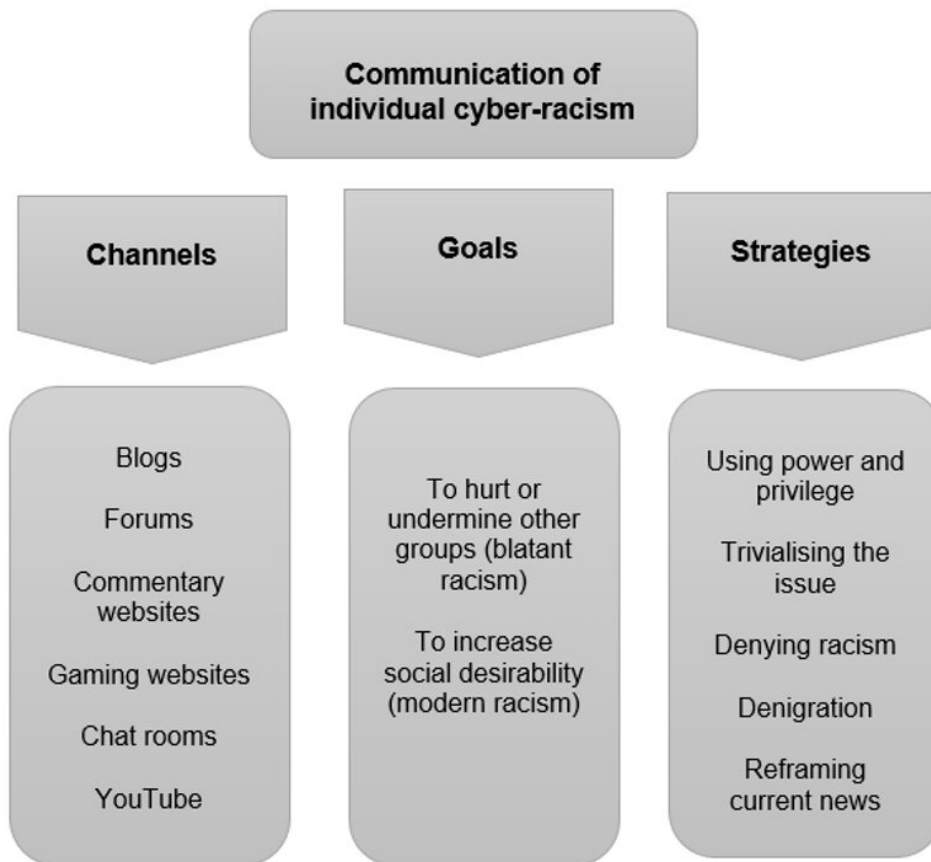 Communication of
individual cyber-racism
Channels
Goals
Strategies
Blogs
Forums
Commentary
websites
Gaming websites
Chat rooms
YouTube
To hurt or
undermine other
groups (blatant
racism)
To increase
social desirability
(modern racism)
Using power and
privilege
Trivialising the
issue
Denying racism
Denigration
Reframing
current news